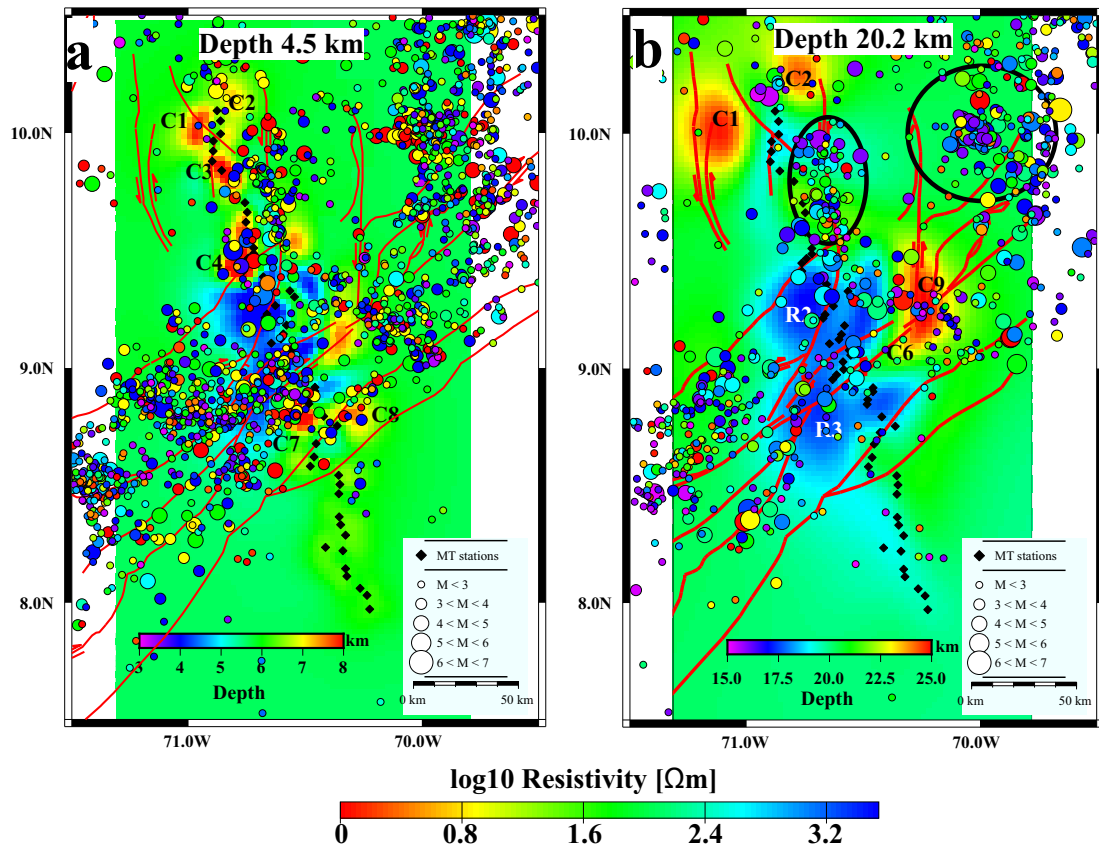 a
Depth 4.5 km
C1
C2
C3
C4
C7
C8
10.0N
9.0N
8.0N
71.0W
70.0W
MT stations
M < 3
3 < M < 4
4 < M < 5
5 < M < 6
6 < M < 7
0 km
50 km
3
4
5
6
7
8
km
Depth
b
Depth 20.2 km
C2
C1
C9
R2
C6
R3
10.0N
9.0N
8.0N
71.0W
70.0W
MT stations
M < 3
3 < M < 4
4 < M < 5
5 < M < 6
6 < M < 7
0 km
50 km
15.0
17.5
20.0
22.5
25.0
km
Depth
log10 Resistivity [Ωm]
0
0.8
1.6
2.4
3.2